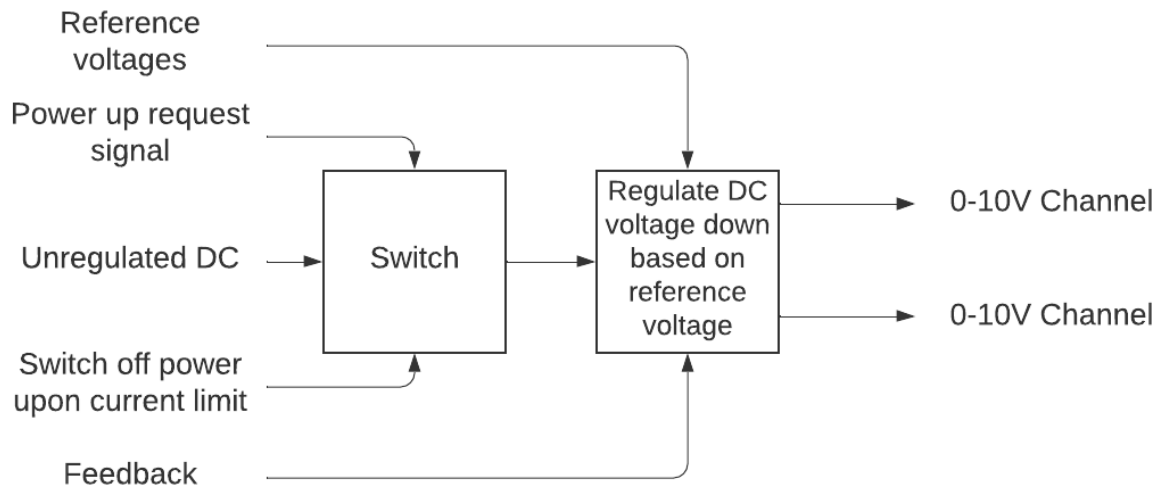 Reference
voltages
Power up request
signal
Unregulated DC
Switch off power
upon current limit
Feedback
Switch
Regulate DC
voltage down
based on
reference
voltage
0-10V Channel
0-10V Channel